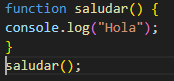 function saludar() {
console.log("Hola");
}
saludar();